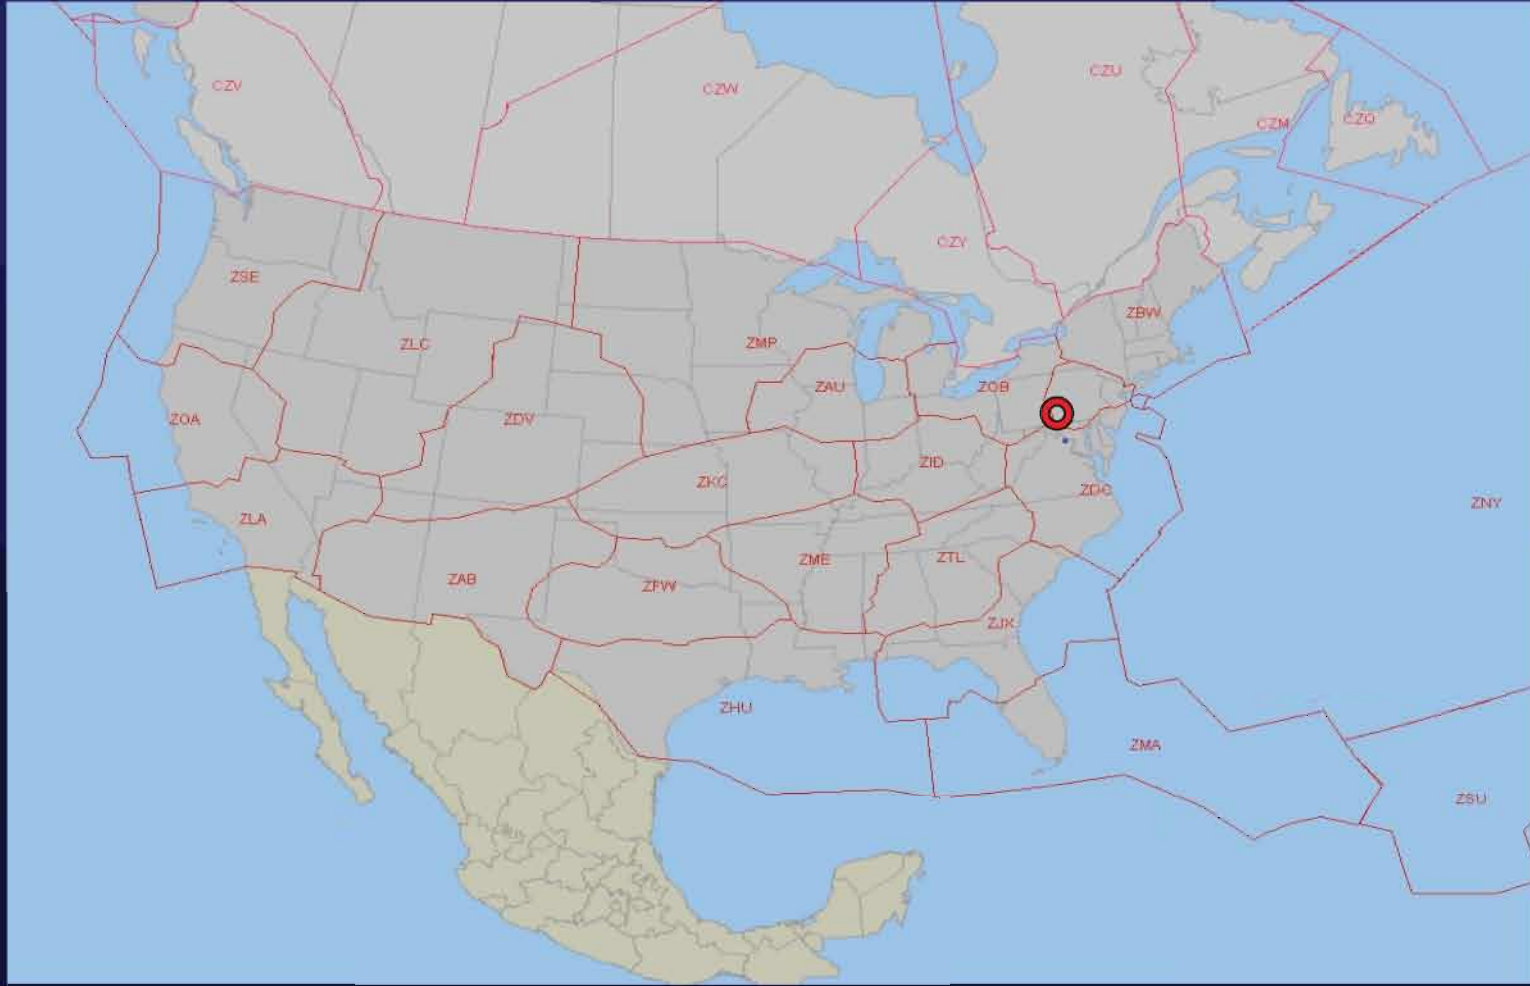 CZU
CZV
CZW
CZQ
CZM
CZY
ZSE
ZBW
ZLC
ZMP
ZAU
ZOB
ZOA
ZDV
ZID
ZKC
ZDC
ZNY
ZLA
ZME
ZTL
ZAB
ZFW
ZJX
ZHU
ZMA
ZSU